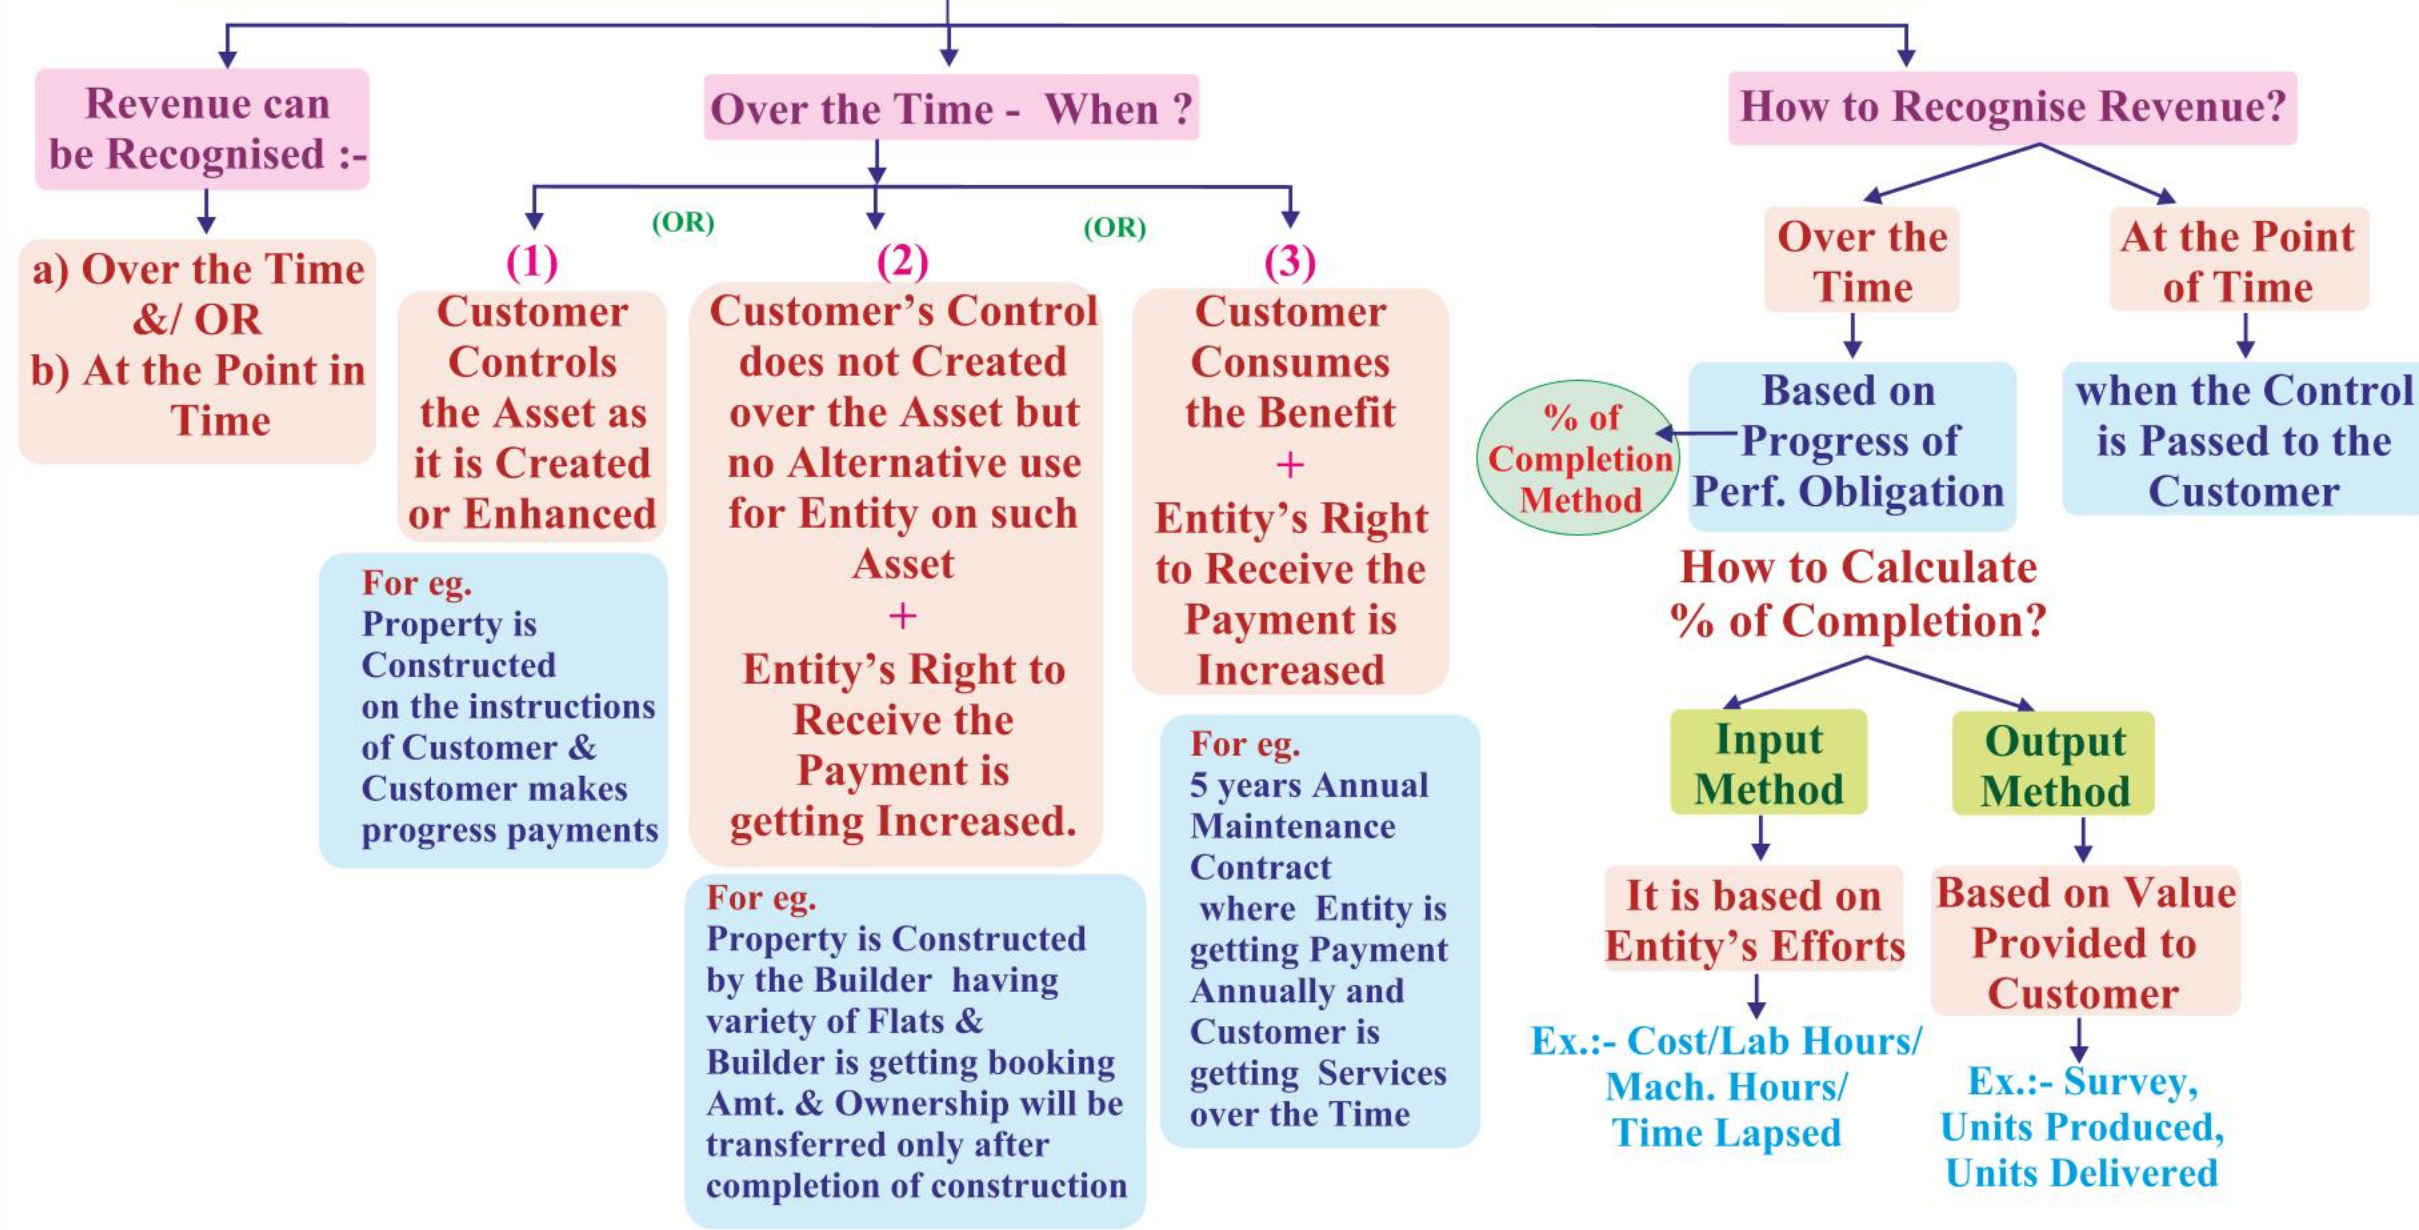 Revenue can
be Recognised :-
a) Over the Time
&/ OR
b) At the Point in
Time
Over the Time - When ?
(OR)
(OR)
(1)
Customer
Controls
the Asset as
it is Created
or Enhanced
For eg.
Property is
Constructed
on the instructions
of Customer &
Customer makes
progress payments
(2)
Customer’s Control
does not Created
over the Asset but
no Alternative use
for Entity on such
Asset
+
Entity’s Right to
Receive the
Payment is
getting Increased.
For eg.
Property is Constructed
by the Builder having
variety of Flats &
Builder is getting booking
Amt. & Ownership will be
transferred only after
completion of construction
(3)
Customer
Consumes
the Benefit
+
Entity’s Right
to Receive the
Payment is
Increased
For eg.
5 years Annual
Maintenance
Contract
where Entity is
getting Payment
Annually and
Customer is
getting Services
over the Time
How to Recognise Revenue?
Over the
Time
Based on
Progress of
Perf. Obligation
% of
Completion
Method
At the Point
of Time
when the Control
is Passed to the
Customer
How to Calculate
% of Completion?
Input
Method
It is based on
Entity’s Efforts
Ex.:- Cost/Lab Hours/
Mach. Hours/
Time Lapsed
Output
Method
Based on Value
Provided to
Customer
Ex.:- Survey,
Units Produced,
Units Delivered